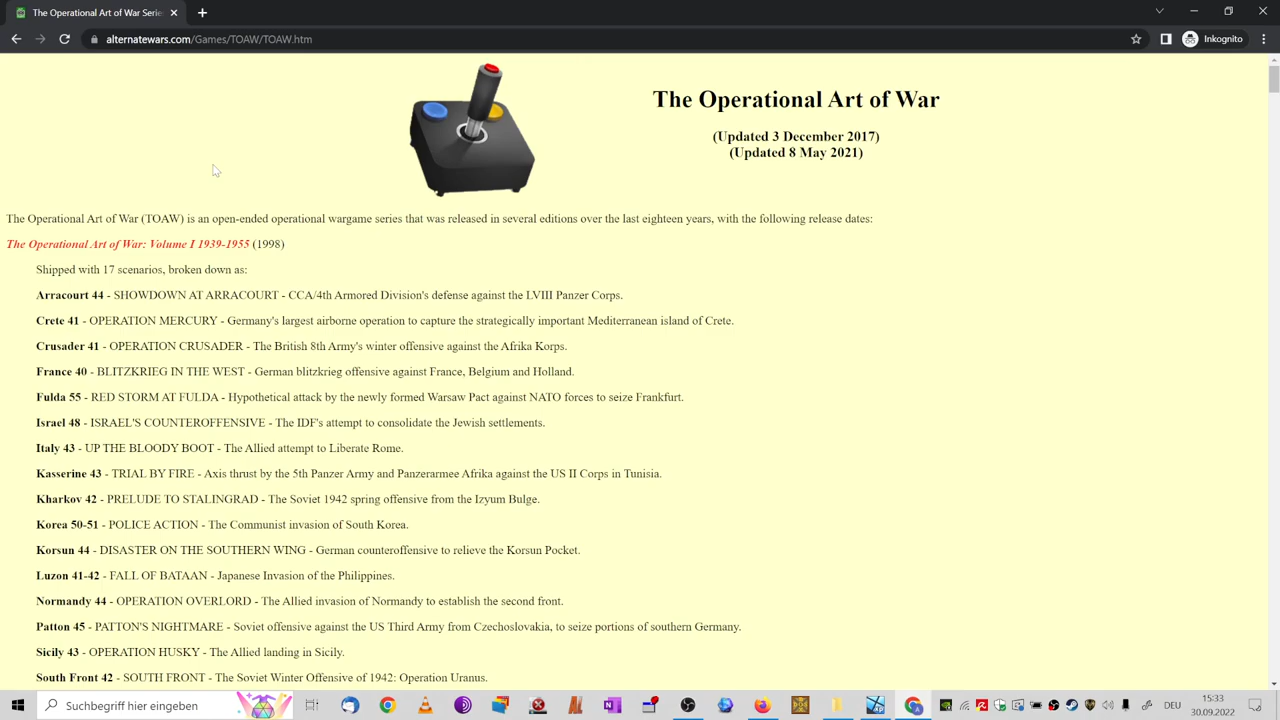 The Operational Art of War
alternatewars.com/Games/TOAW/TOAW.htm
Inkognito
The Operational Art of War
(Updated 3 December 2017)
(Updated 8 May 2021)
The Operational Art of War (TOAW) is an open-ended operational wargame series that was released in several editions over the last eighteen years, with the following release dates:
The Operational Art of War: Volume I 1939-1955 (1998)
Shipped with 17 scenarios, broken down as:
Arracourt 44 - SHOWDOWN AT ARRACOURT - CCA/4th Armored Division's defense against the LVIII Panzer Corps.
Crete 41 - OPERATION MERCURY - Germany's largest airborne operation to capture the strategically important Mediterranean island of Crete.
Crusader 41 - OPERATION CRUSADER - The British 8th Army's winter offensive against the Afrika Korps.
France 40 - BLITZKRIEG IN THE WEST - German blitzkrieg offensive against France, Belgium and Holland.
Fulda 55 - RED STORM AT FULDA - Hypothetical attack by the newly formed Warsaw Pact against NATO forces to seize Frankfurt.
Israel 48 - ISRAEL'S COUNTEROFFENSIVE - The IDF's attempt to consolidate the Jewish settlements.
Italy 43 - UP THE BLOODY BOOT - The Allied attempt to Liberate Rome.
Kasserine 43 - TRIAL BY FIRE - Axis thrust by the 5th Panzer Army and Panzerarmee Afrika against the US II Corps in Tunisia.
Kharkov 42 - PRELUDE TO STALINGRAD - The Soviet 1942 spring offensive from the Izyum Bulge.
Korea 50-51 - POLICE ACTION - The Communist invasion of South Korea.
Korsun 44 - DISASTER ON THE SOUTHERN WING - German counteroffensive to relieve the Korsun Pocket.
Luzon 41-42 - FALL OF BATAAN - Japanese Invasion of the Philippines.
Normandy 44 - OPERATION OVERLORD - The Allied invasion of Normandy to establish the second front.
Patton 45 - PATTON'S NIGHTMARE - Soviet offensive against the US Third Army from Czechoslovakia, to seize portions of southern Germany.
Sicily 43 - OPERATION HUSKY - The Allied landing in Sicily.
South Front 42 - SOUTH FRONT - The Soviet Winter Offensive of 1942: Operation Uranus.
Suchbegriff hier eingeben
DEU
15:33
30.09.2022